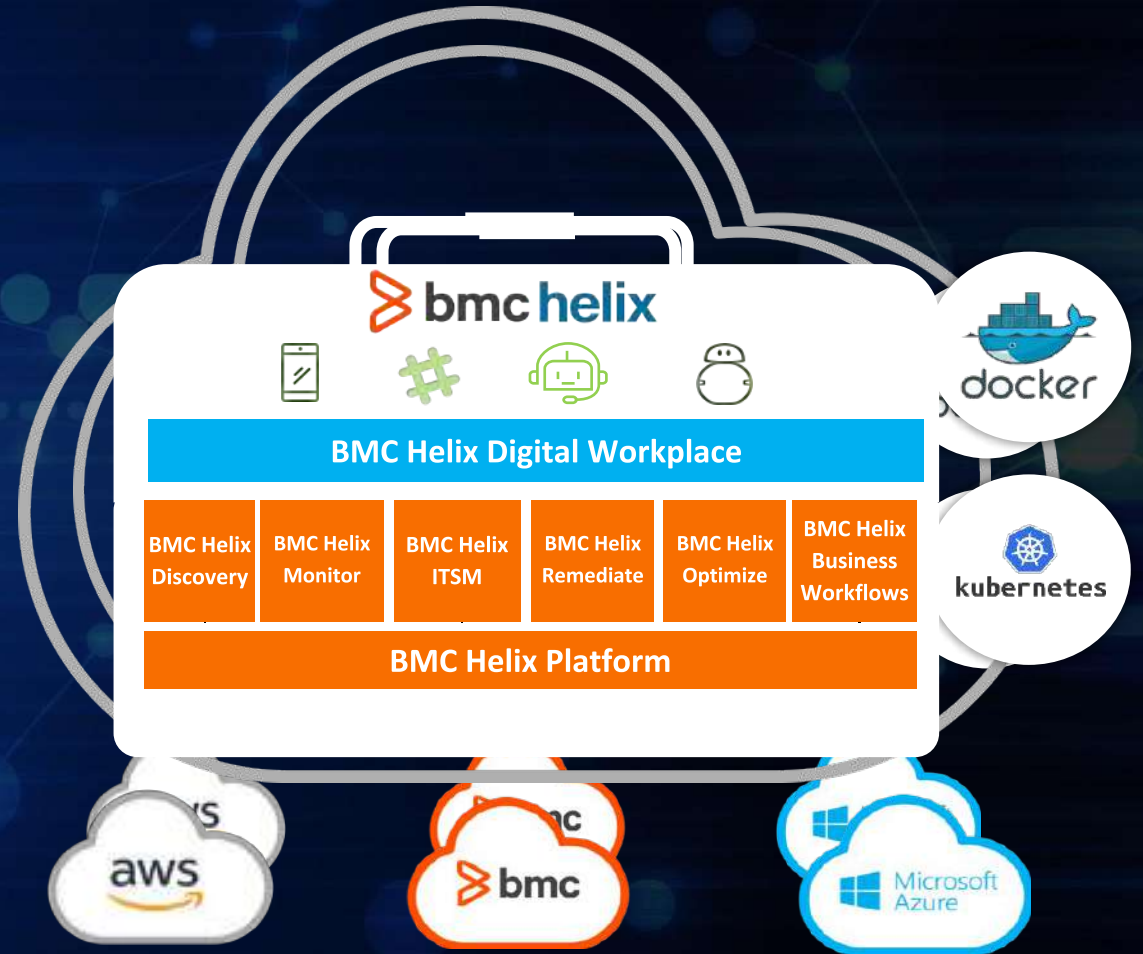 bmc helix
BMC Helix Digital Workplace
BMC Helix
Discovery
BMC Helix
Monitor
BMC Helix
ITSM
BMC Helix
Remediate
BMC Helix
Optimize
BMC Helix
Business
Workflows
BMC Helix Platform
docker
kubernetes
aws
bmc
Microsoft
Azure